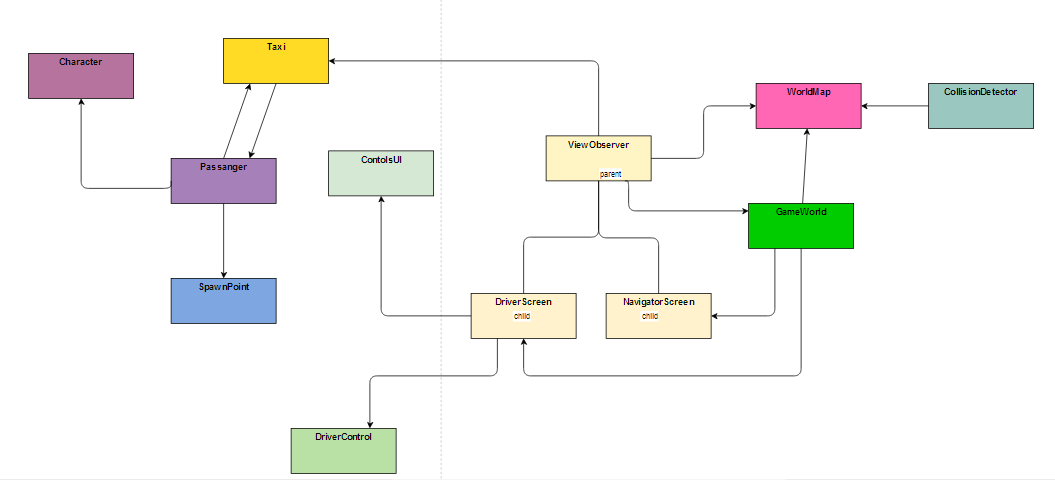 Taxi
Character
WorldMap
CollisionDetector
ViewObserver
parent
ContolsUI
Passanger
GameWorld
SpawnPoint
DriverScreen
child
NavigatorScreen
child
DriverControl